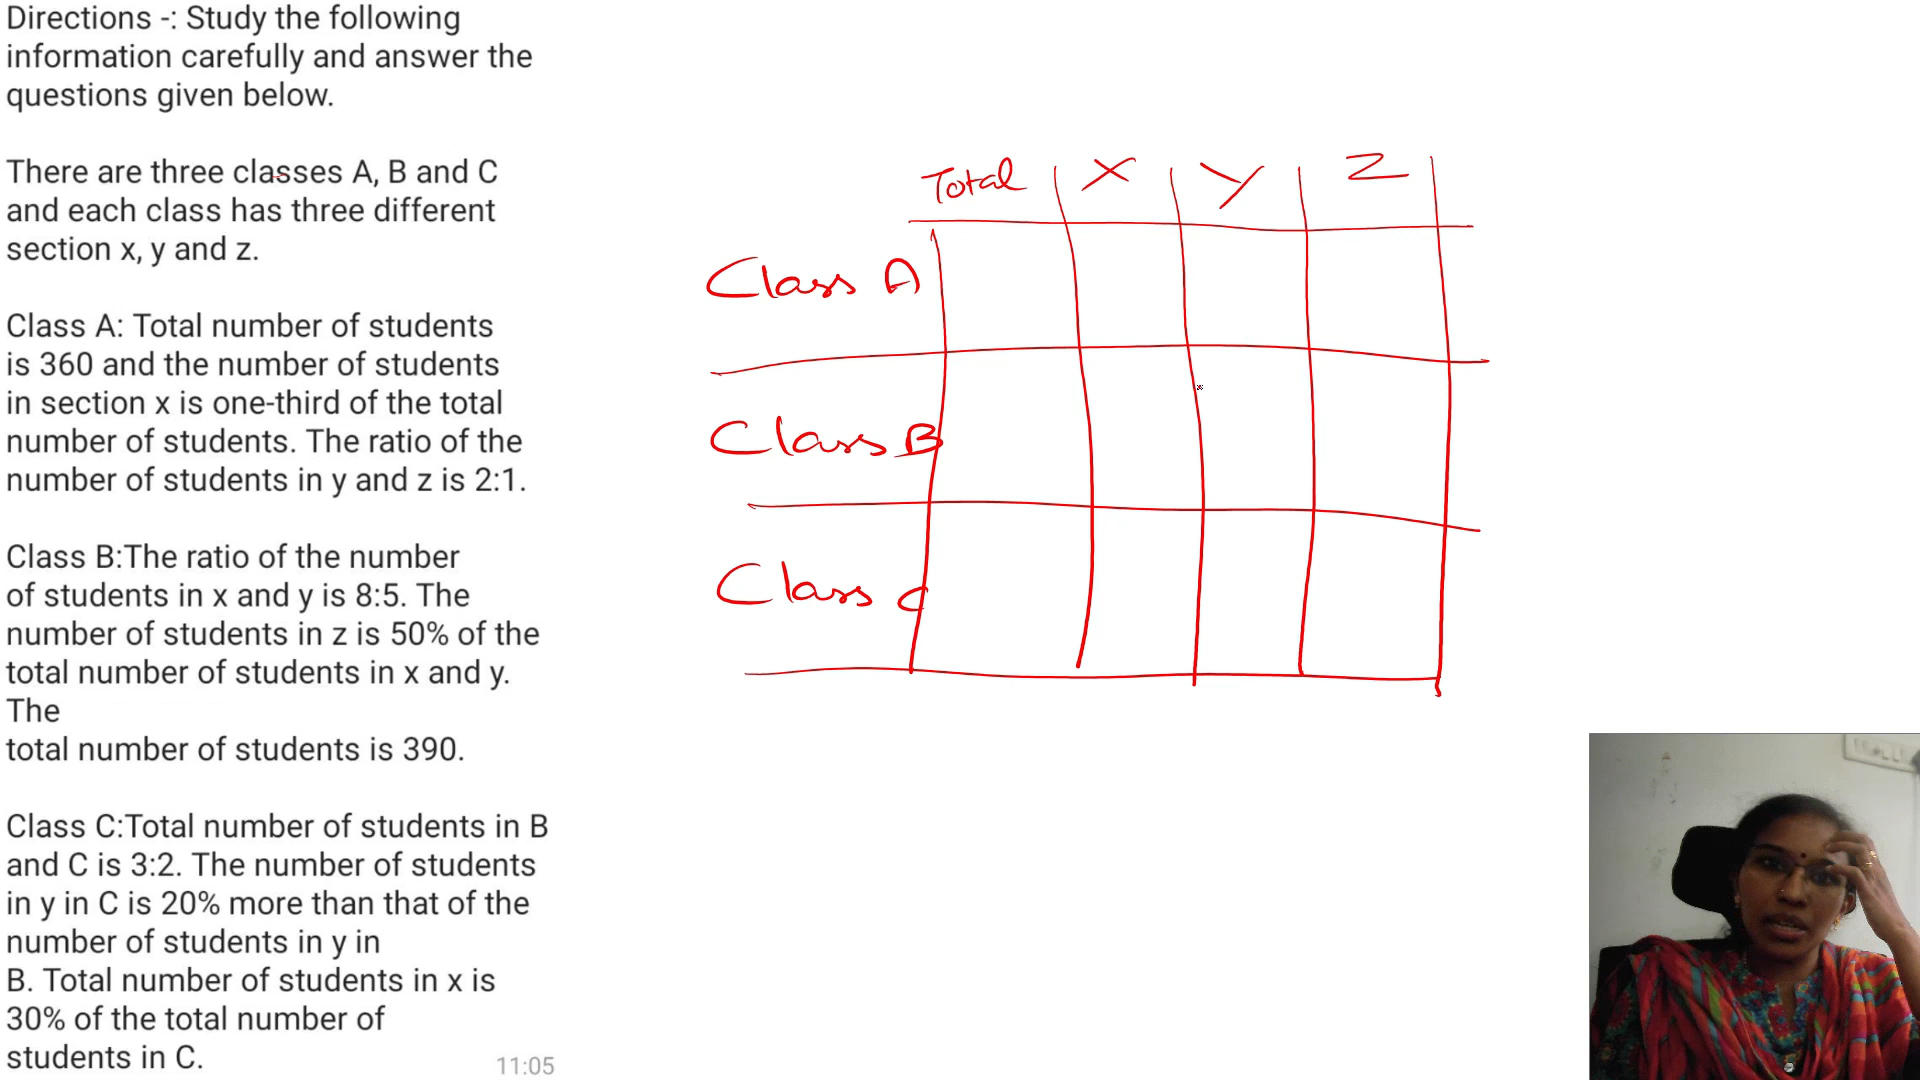 Directions -: Study the following
information carefully and answer the
questions given below.
There are three classes A, B and C
and each class has three different
section x, y and z.
Class A: Total number of students
is 360 and the number of students
in section x is one-third of the total
number of students. The ratio of the
number of students in y and z is 2:1.
Class B:The ratio of the number
of students in x and y is 8:5. The
number of students in z is 50% of the
total number of students in x and y.
The
total number of students is 390.
Class C:Total number of students in B
and C is 3:2. The number of students
in y in C is 20% more than that of the
number of students in y in
B. Total number of students in x is
30% of the total number of
students in C.
11:05
Total X Y Z
Class A
Class B
Class C